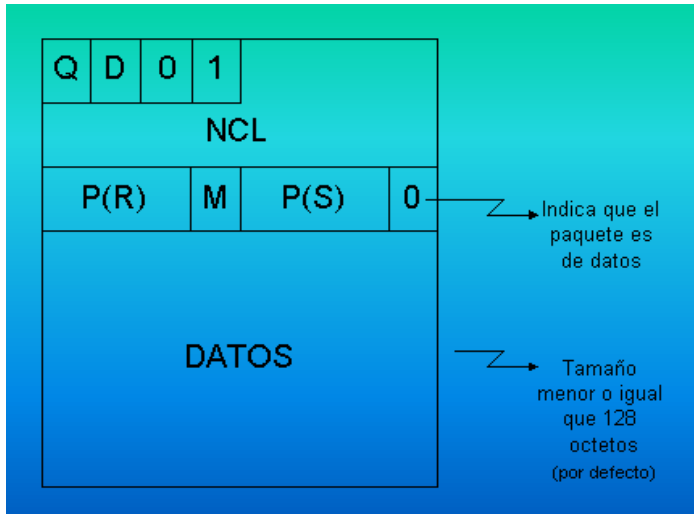 Q D 0 1
NCL
P(R) M P(S) 0
Indica que el
paquete es
de datos
DATOS
Tamaño
menor o igual
que 128
octetos
(por defecto)